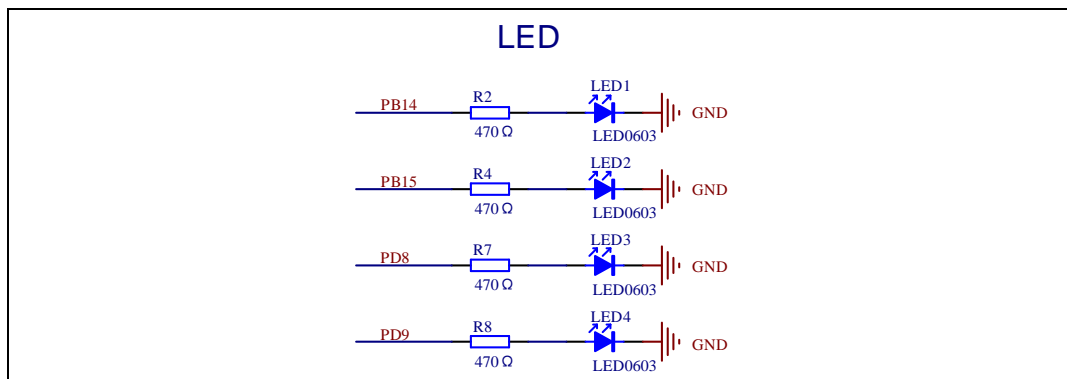 LED
LED1
PB14 R2
GND
470Ω LED0603
LED2
PB15 R4
GND
470Ω LED0603
LED3
PD8 R7
GND
470Ω LED0603
LED4
PD9 R8
GND
470Ω LED0603